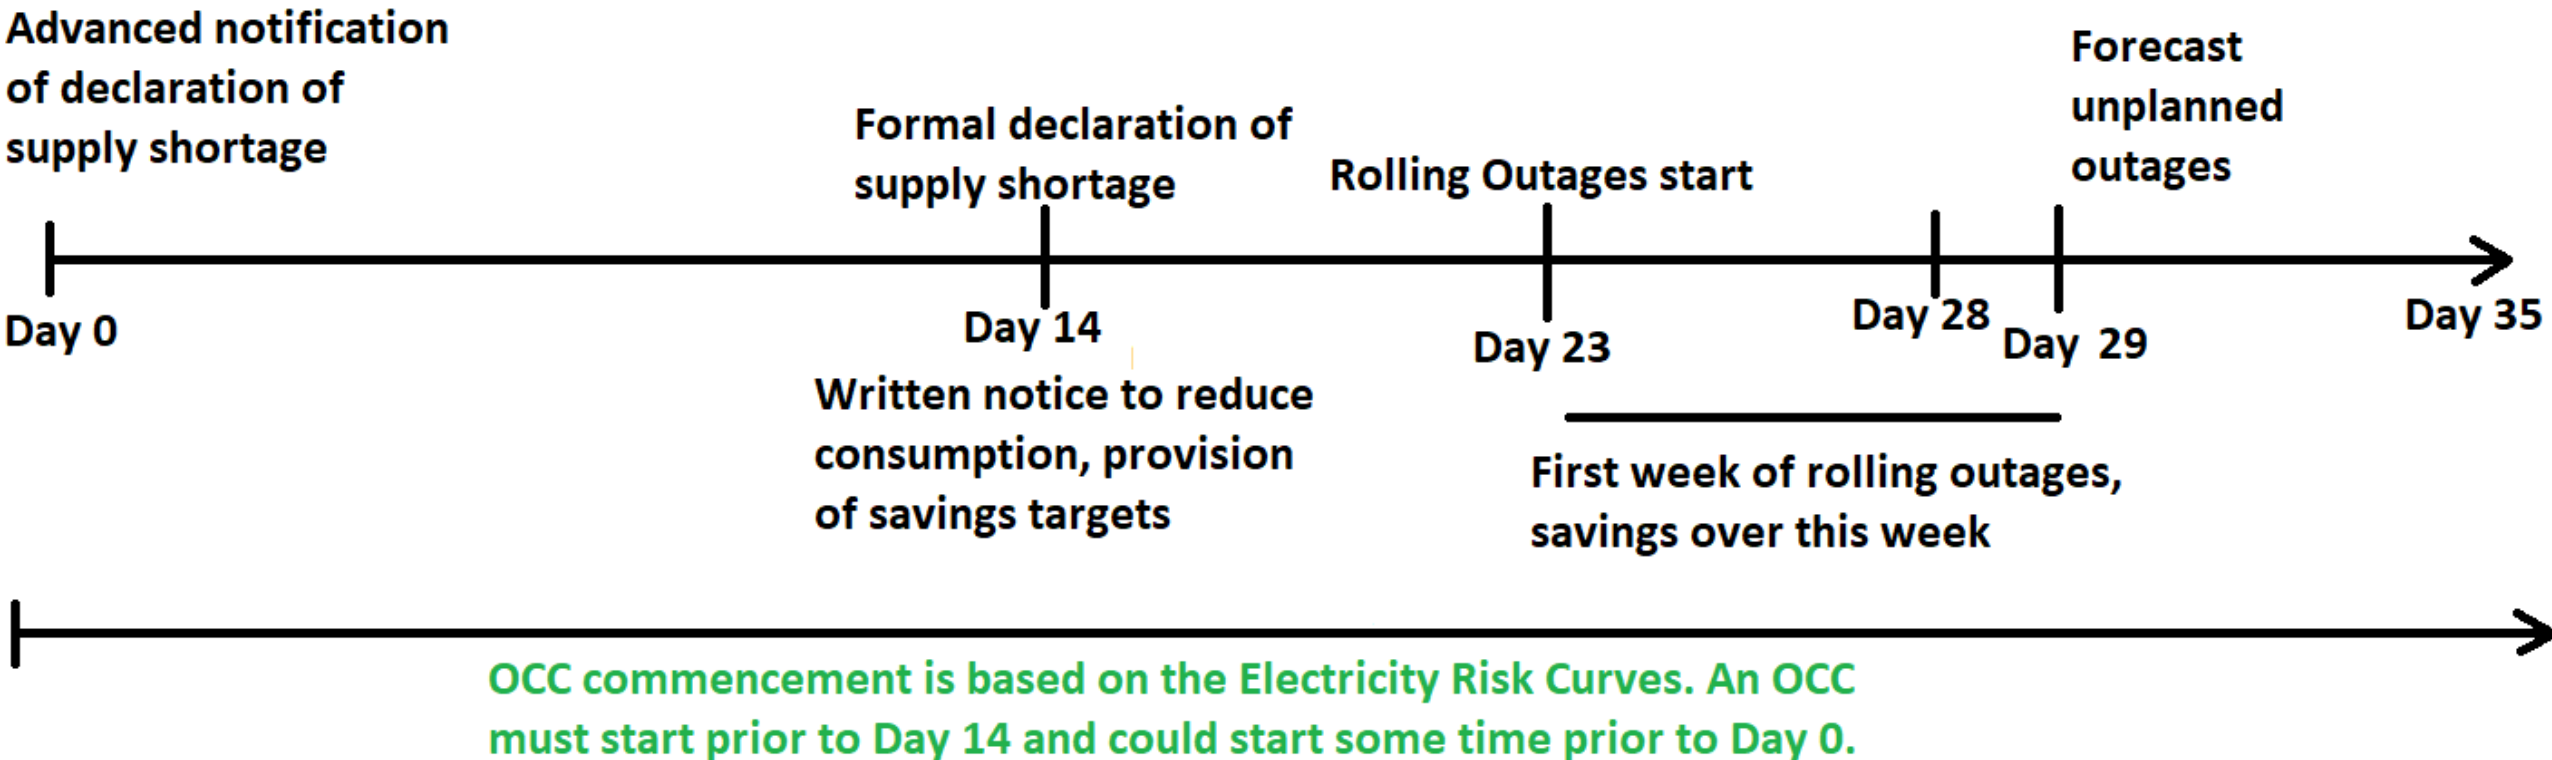 Advanced notification
of declaration of
supply shortage
Formal declaration of
supply shortage
Rolling Outages start
Forecast
unplanned
outages
Day 0
Day 14
Day 23
Day 28
Day 29
Day 35
Written notice to reduce
consumption, provision
of savings targets
First week of rolling outages,
savings over this week
OCC commencement is based on the Electricity Risk Curves. An OCC
must start prior to Day 14 and could start some time prior to Day 0.